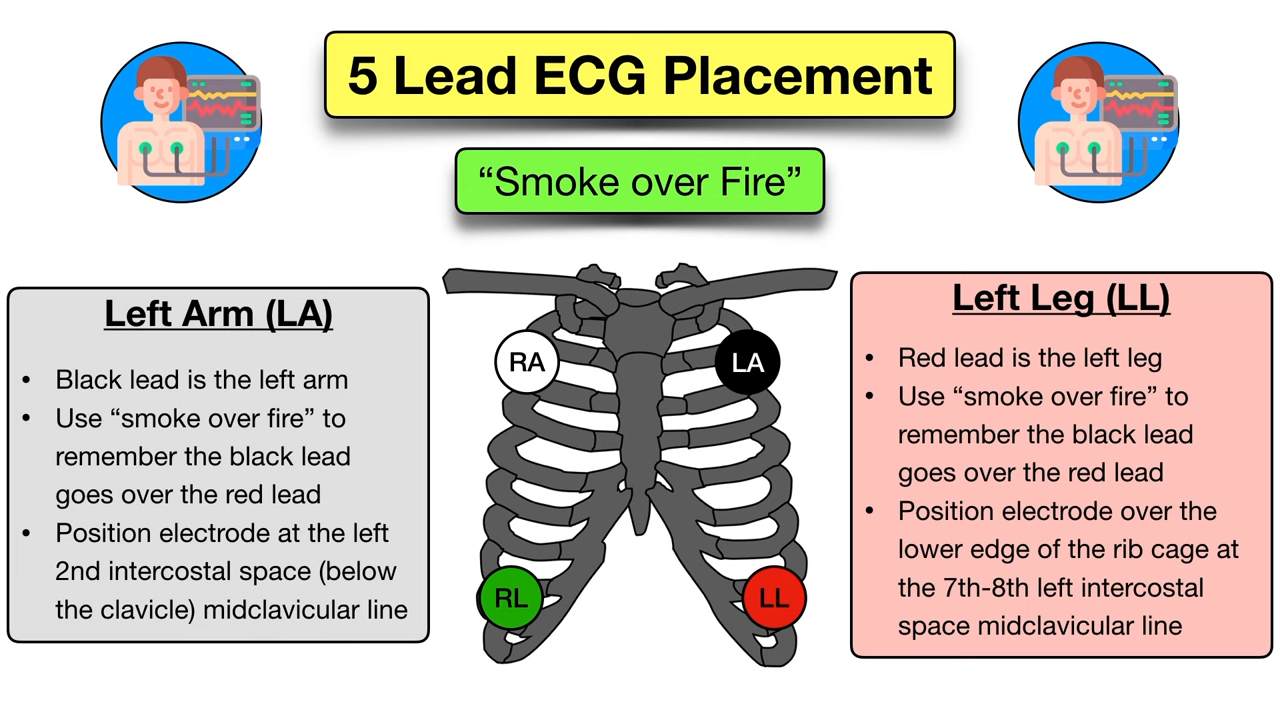 5 Lead ECG Placement
“Smoke over Fire”
Left Arm (LA)
• Black lead is the left arm
• Use “smoke over fire” to
remember the black lead
goes over the red lead
• Position electrode at the left
2nd intercostal space (below
the clavicle) midclavicular line
RA
LA
RL
LL
Left Leg (LL)
• Red lead is the left leg
• Use “smoke over fire” to
remember the black lead
goes over the red lead
• Position electrode over the
lower edge of the rib cage at
the 7th-8th left intercostal
space midclavicular line